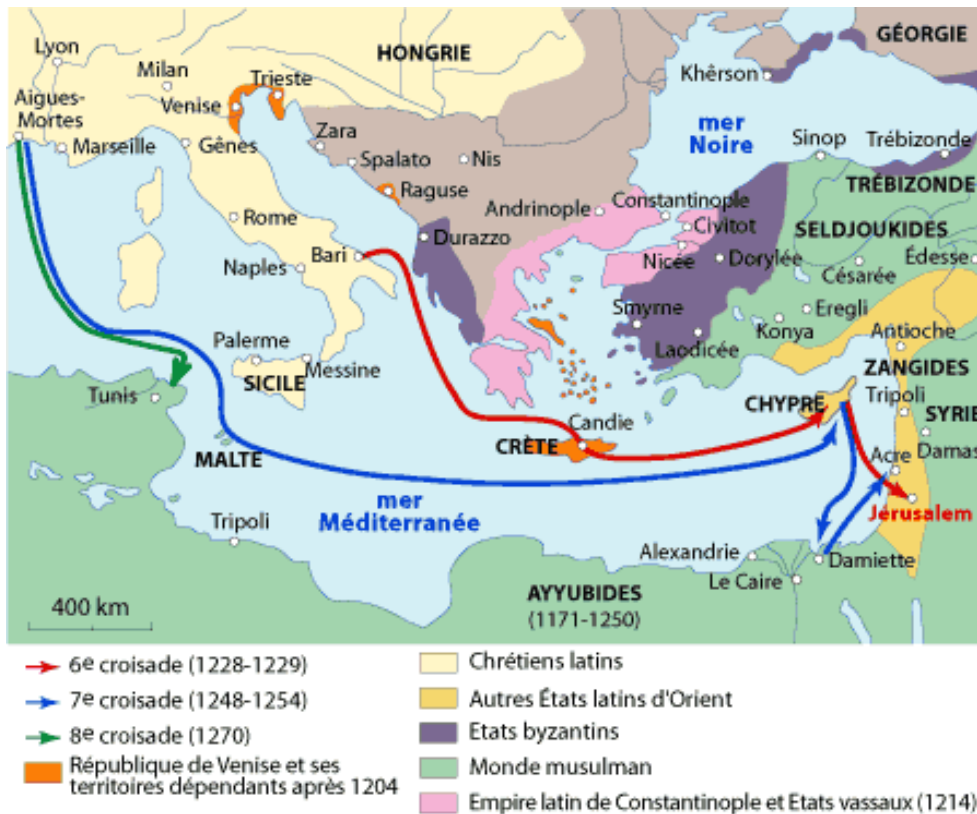 HONGRIE
GÉORGIE
Lyon
Milan
Trieste
Khêrson
Aigues-
Mortes
Venise
mer
Noire
Marseille
Gênes
Zara
Spalato
Nis
Sinop
Trébizonde
Raguse
Constantinople
TRÉBIZONDE
Andrinople
Rome
Civitot
SELDJOUKIDES
Durazzo
Bari
Nicée
Dorylée
Édesse
Naples
Césarée
Smyrne
Eregli
Konya
Palerme
Laodicée
Antioche
Messine
ZANGIDES
SICILE
Tunis
CHYPRE
Tripoli
Candie
SYRIE
CRÈTE
MALTE
Acre
Damas
mer
Méditerranée
Jérusalem
Tripoli
Alexandrie
Damiette
Le Caire
AYYUBIDES
(1171-1250)
400 km
6e croisade (1228-1229)
7e croisade (1248-1254)
8e croisade (1270)
République de Venise et ses
territoires dépendants après 1204
Chrétiens latins
Autres États latins d'Orient
Etats byzantins
Monde musulman
Empire latin de Constantinople et Etats vassaux (1214)